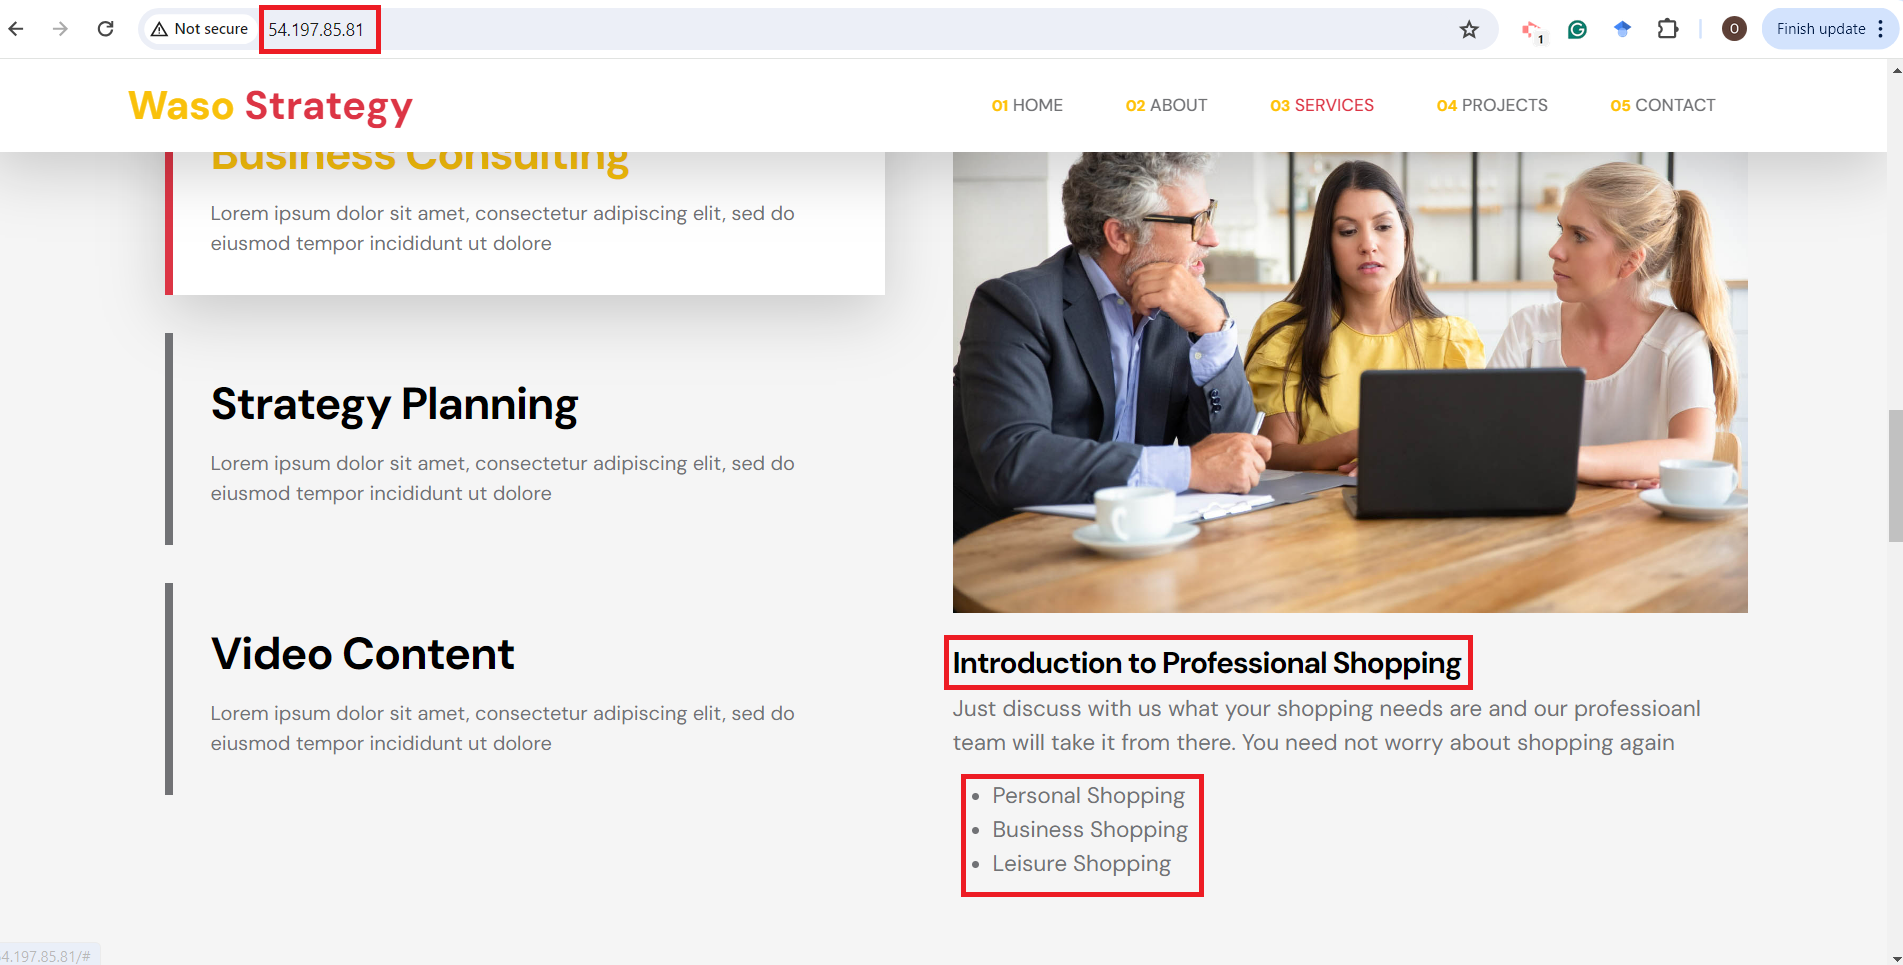 Not secure
54.197.85.81
1
O
Finish update
Waso Strategy
01 HOME
02 ABOUT
03 SERVICES
04 PROJECTS
05 CONTACT
Business Consulting
Lorem ipsum dolor sit amet, consectetur adipiscing elit, sed do
eiusmod tempor incididunt ut dolore
Strategy Planning
Lorem ipsum dolor sit amet, consectetur adipiscing elit, sed do
eiusmod tempor incididunt ut dolore
Video Content
Lorem ipsum dolor sit amet, consectetur adipiscing elit, sed do
eiusmod tempor incididunt ut dolore
Introduction to Professional Shopping
Just discuss with us what your shopping needs are and our professioanl
team will take it from there. You need not worry about shopping again
• Personal Shopping
• Business Shopping
• Leisure Shopping
4.197.85.81/#